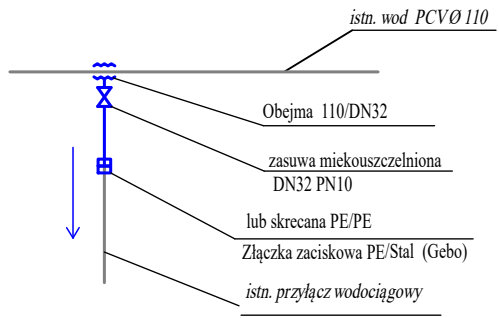 istn. wod PCVØ 110
Obejma 110/DN32
zasuwa miekouszczelniona
DN32 PN10
lub skrecana PE/PE
Złączka zaciskowa PE/Stal (Gebo)
istn. przyłącz wodociągowy